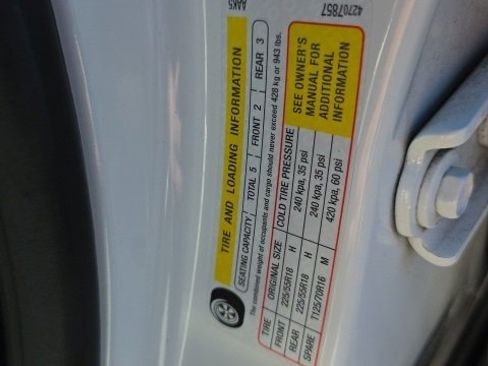 TIRE AND LOADING INFORMATION
SEATING CAPACITY TOTAL 5 FRONT 2 REAR 3
The combined weight of occupants and cargo should never exceed 428 kg or 943 lbs.
TIRE ORIGINAL SIZE COLD TIRE PRESSURE
FRONT 225/55R18 H 240 kPa, 35 psi
REAR 225/55R18 H 240 kPa, 35 psi
SPARE T125/70R16 M 420 kPa, 60 psi
SEE OWNER'S
MANUAL FOR
ADDITIONAL
INFORMATION
AAK5
42707857